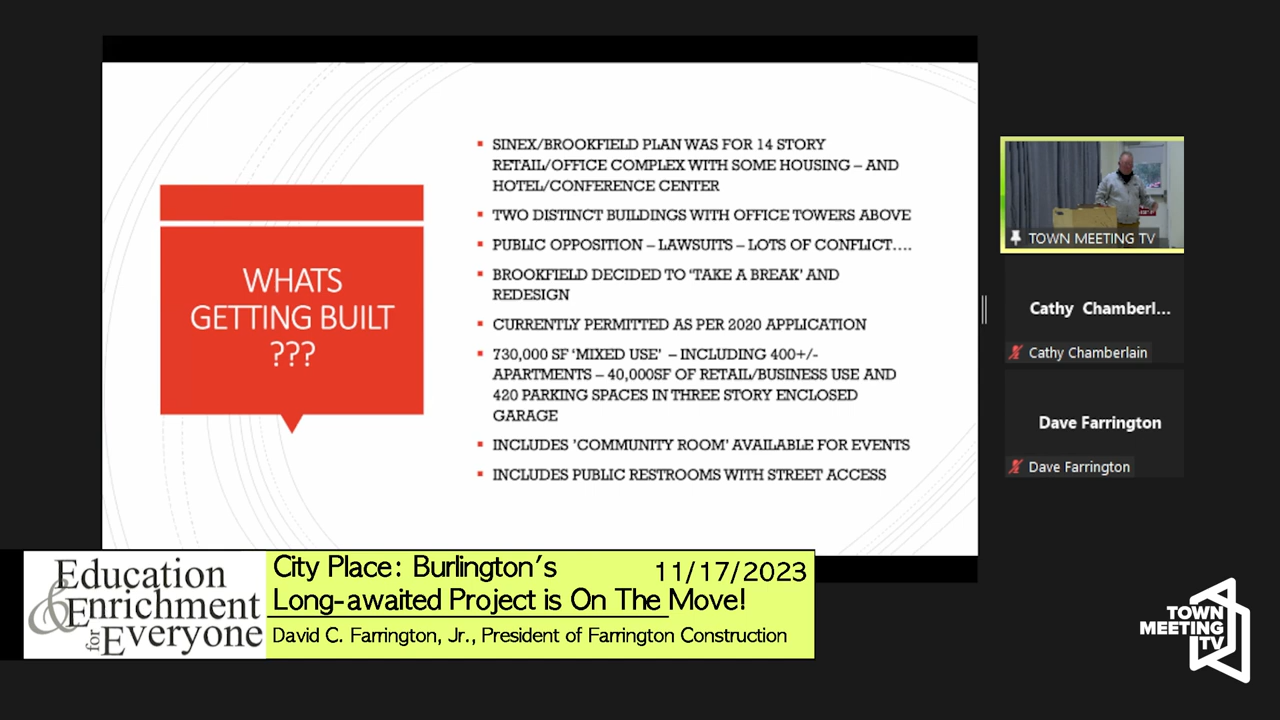 WHATS
GETTING BUILT
???
SINEX/BROOKFIELD PLAN WAS FOR 14 STORY
RETAIL/OFFICE COMPLEX WITH SOME HOUSING – AND
HOTEL/CONFERENCE CENTER
TWO DISTINCT BUILDINGS WITH OFFICE TOWERS ABOVE
PUBLIC OPPOSITION – LAWSUITS – LOTS OF CONFLICT….
BROOKFIELD DECIDED TO ‘TAKE A BREAK’ AND
REDESIGN
CURRENTLY PERMITTED AS PER 2020 APPLICATION
730,000 SF ‘MIXED USE’ – INCLUDING 400+/-
APARTMENTS – 40,000SF OF RETAIL/BUSINESS USE AND
420 PARKING SPACES IN THREE STORY ENCLOSED
GARAGE
INCLUDES ’COMMUNITY ROOM’ AVAILABLE FOR EVENTS
INCLUDES PUBLIC RESTROOMS WITH STREET ACCESS
TOWN MEETING TV
Cathy Chamberl...
Cathy Chamberlain
Dave Farrington
Dave Farrington
Education
& Enrichment
for Everyone
City Place: Burlington's
11/17/2023
Long-awaited Project is On The Move!
David C. Farrington, Jr., President of Farrington Construction
TOWN
MEETING
TV